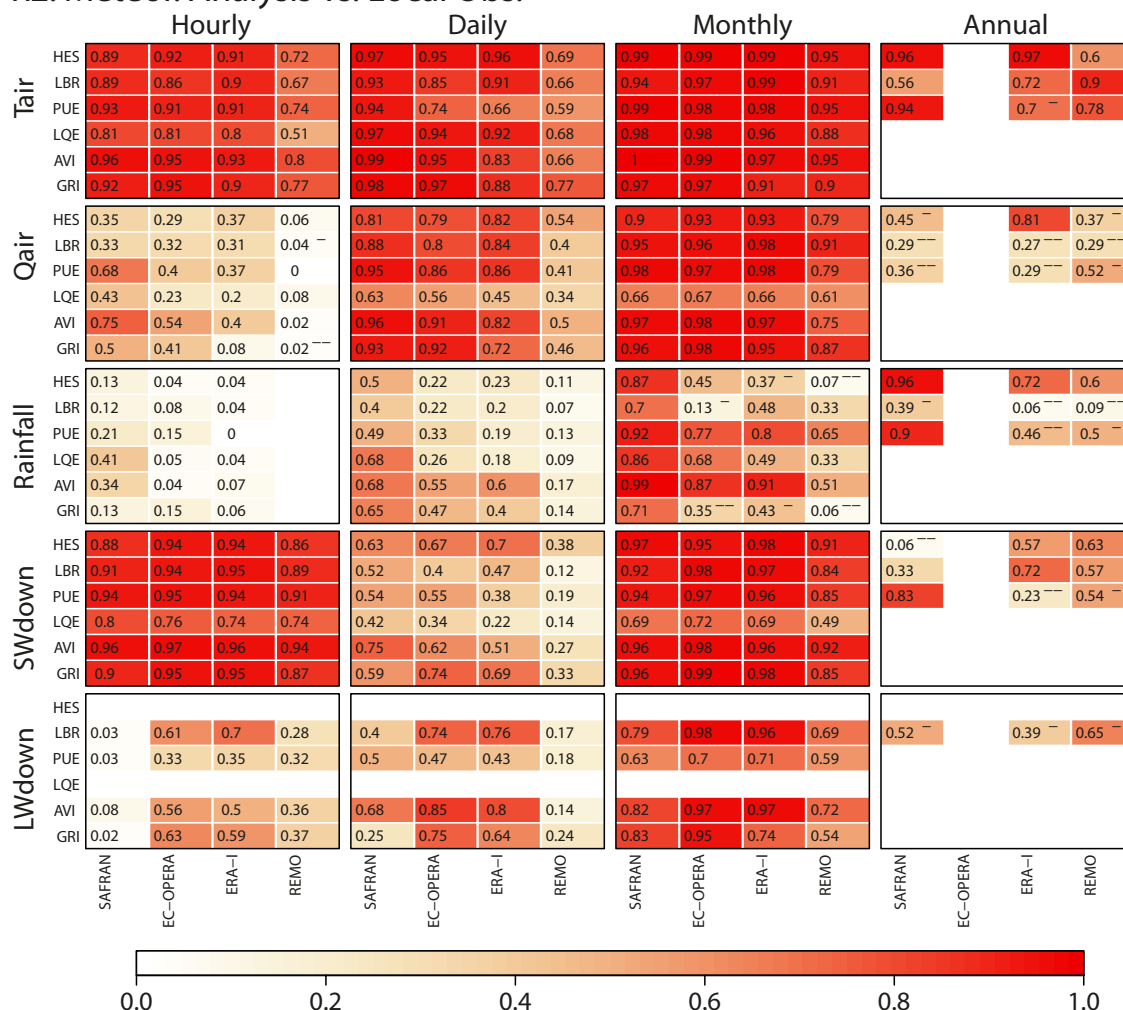 Meteor. Analysis vs. Local Obs.
Hourly Daily Monthly Annual
Tair
HES 0.89 0.92 0.91 0.72 0.97 0.95 0.96 0.69 0.99 0.99 0.99 0.95 0.96 0.97 0.6
LBR 0.89 0.86 0.9 0.67 0.93 0.85 0.91 0.66 0.94 0.97 0.99 0.91 0.56 0.72 0.9
PUE 0.93 0.91 0.91 0.74 0.94 0.74 0.66 0.59 0.99 0.98 0.98 0.95 0.94 0.7 − 0.78
LQE 0.81 0.81 0.8 0.51 0.97 0.94 0.92 0.68 0.98 0.98 0.96 0.88
AVI 0.96 0.95 0.93 0.8 0.99 0.95 0.83 0.66 1 0.99 0.97 0.95
GRI 0.92 0.95 0.9 0.77 0.98 0.97 0.88 0.77 0.97 0.97 0.91 0.9
Qair
HES 0.35 0.29 0.37 0.06 0.81 0.79 0.82 0.54 0.9 0.93 0.93 0.79 0.45 − 0.81 0.37 −
LBR 0.33 0.32 0.31 0.04 − 0.88 0.8 0.84 0.4 0.95 0.96 0.98 0.91 0.29 −− 0.27 −− 0.29 −−
PUE 0.68 0.4 0.37 0 0.95 0.86 0.86 0.41 0.98 0.97 0.98 0.79 0.36 −− 0.29 −− 0.52 −
LQE 0.43 0.23 0.2 0.08 0.63 0.56 0.45 0.34 0.66 0.67 0.66 0.61
AVI 0.75 0.54 0.4 0.02 0.96 0.91 0.82 0.5 0.97 0.98 0.97 0.75
GRI 0.5 0.41 0.08 0.02 −− 0.93 0.92 0.72 0.46 0.96 0.98 0.95 0.87
Rainfall
HES 0.13 0.04 0.04 0.5 0.22 0.23 0.11 0.87 0.45 0.37 − 0.07 −− 0.96 0.72 0.6
LBR 0.12 0.08 0.04 0.4 0.22 0.2 0.07 0.7 0.13 − 0.48 0.33 0.39 − 0.06 −− 0.09 −−
PUE 0.21 0.15 0 0.49 0.33 0.19 0.13 0.92 0.77 0.8 0.65 0.9 0.46 −− 0.5 −
LQE 0.41 0.05 0.04 0.68 0.26 0.18 0.09 0.86 0.68 0.49 0.33
AVI 0.34 0.04 0.07 0.68 0.55 0.6 0.17 0.99 0.87 0.91 0.51
GRI 0.13 0.15 0.06 0.65 0.47 0.4 0.14 0.71 0.35 −− 0.43 − 0.06 −−
SWdown
HES 0.88 0.94 0.94 0.86 0.63 0.67 0.7 0.38 0.97 0.95 0.98 0.91 0.06 −− 0.57 0.63
LBR 0.91 0.94 0.95 0.89 0.52 0.4 0.47 0.12 0.92 0.98 0.97 0.84 0.33 0.72 0.57
PUE 0.94 0.95 0.94 0.91 0.54 0.55 0.38 0.19 0.94 0.97 0.96 0.85 0.83 0.23 −− 0.54 −
LQE 0.8 0.76 0.74 0.74 0.42 0.34 0.22 0.14 0.69 0.72 0.69 0.49
AVI 0.96 0.97 0.96 0.94 0.75 0.62 0.51 0.27 0.96 0.98 0.96 0.92
GRI 0.9 0.95 0.95 0.87 0.59 0.74 0.69 0.33 0.96 0.99 0.98 0.85
LWdown
HES
LBR 0.03 0.61 0.7 0.28 0.4 0.74 0.76 0.17 0.79 0.98 0.96 0.69 0.52 − 0.39 − 0.65 −
PUE 0.03 0.33 0.35 0.32 0.5 0.47 0.43 0.18 0.63 0.7 0.71 0.59
LQE
AVI 0.08 0.56 0.5 0.36 0.68 0.85 0.8 0.14 0.82 0.97 0.97 0.72
GRI 0.02 0.63 0.59 0.37 0.25 0.75 0.64 0.24 0.83 0.95 0.74 0.54
SAFRAN EC−OPERA ERA−I REMO SAFRAN EC−OPERA ERA−I REMO SAFRAN EC−OPERA ERA−I REMO SAFRAN EC−OPERA ERA−I REMO
0.0 0.2 0.4 0.6 0.8 1.0